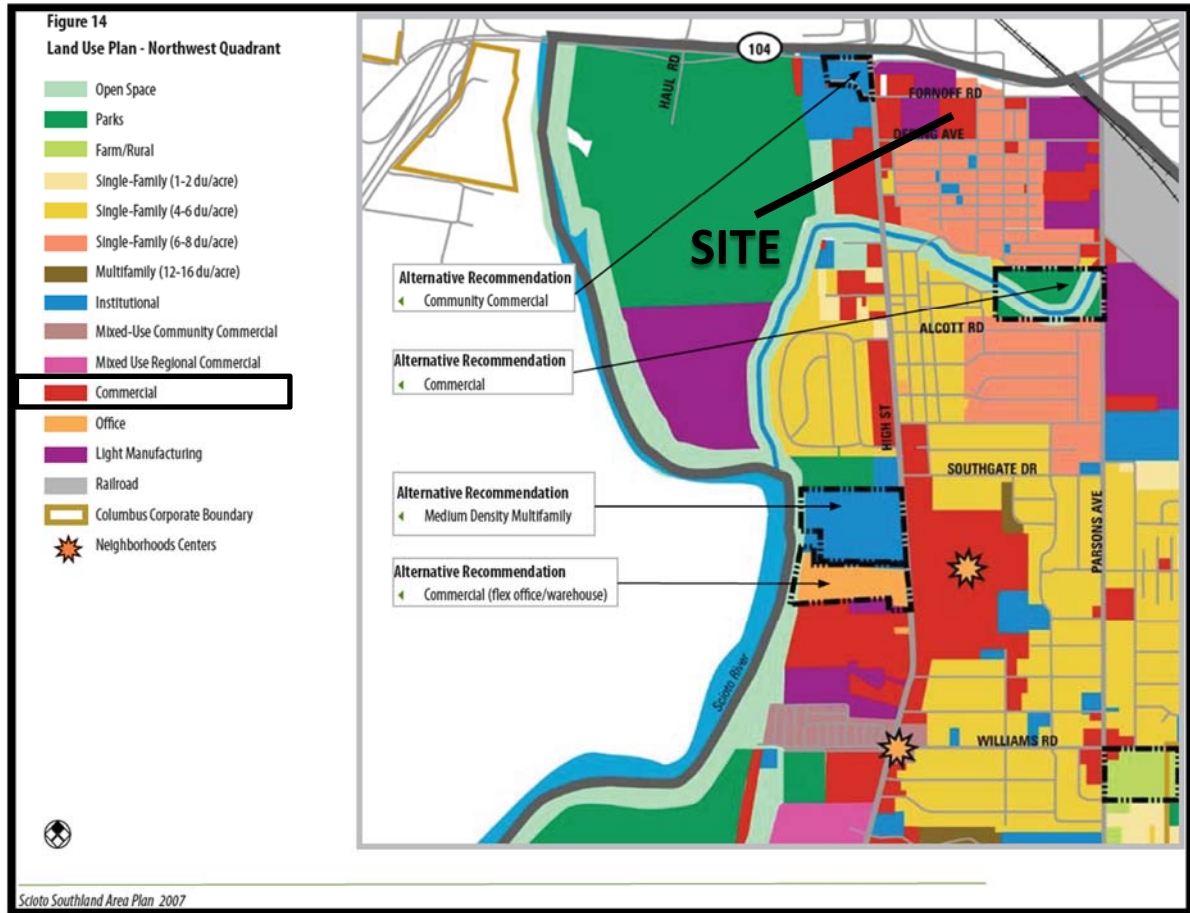 Figure 14
Land Use Plan - Northwest Quadrant
Open Space
Parks
Farm/Rural
Single-Family (1-2 du/acre)
Single-Family (4-6 du/acre)
Single-Family (6-8 du/acre)
Multifamily (12-16 du/acre)
Institutional
Mixed-Use Community Commercial
Mixed Use Regional Commercial
Commercial
Office
Light Manufacturing
Railroad
Columbus Corporate Boundary
Neighborhoods Centers
104
HAUL RD
FORNOFF RD
SITE
Alternative Recommendation
Community Commercial
Alternative Recommendation
Commercial
ALCOTT RD
HIGH ST
SOUTHGATE DR
PARSONS AVE
Alternative Recommendation
Medium Density Multifamily
Alternative Recommendation
Commercial (flex office/warehouse)
Scioto River
WILLIAMS RD
Scioto Southland Area Plan 2007